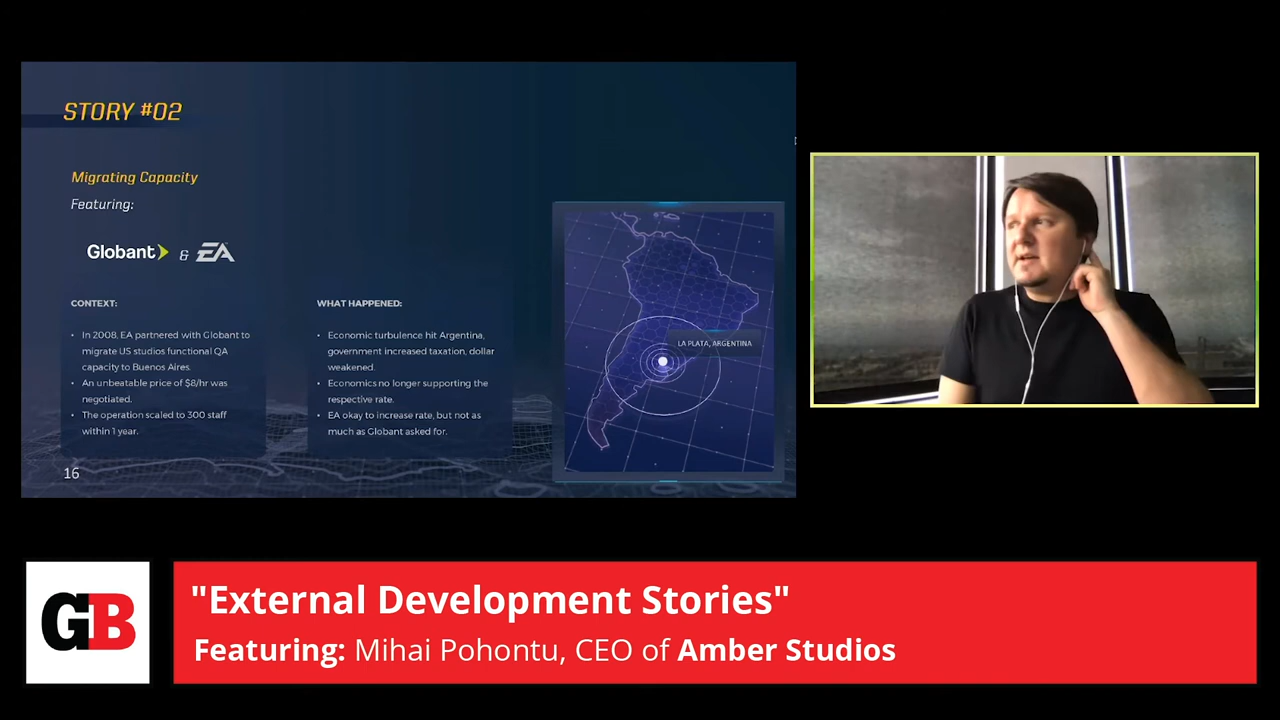 STORY #02
Migrating Capacity
Featuring:
Globant & EA
CONTEXT:
• In 2008, EA partnered with Globant to
migrate US studios functional QA
capacity to Buenos Aires.
• An unbeatable price of $8/hr was
negotiated.
• The operation scaled to 300 staff
within 1 year.
WHAT HAPPENED:
• Economic turbulence hit Argentina,
government increased taxation, dollar
weakened.
• Economics no longer supporting the
respective rate.
• EA okay to increase rate, but not as
much as Globant asked for.
LA PLATA, ARGENTINA
16
GB
"External Development Stories"
Featuring: Mihai Pohontu, CEO of Amber Studios